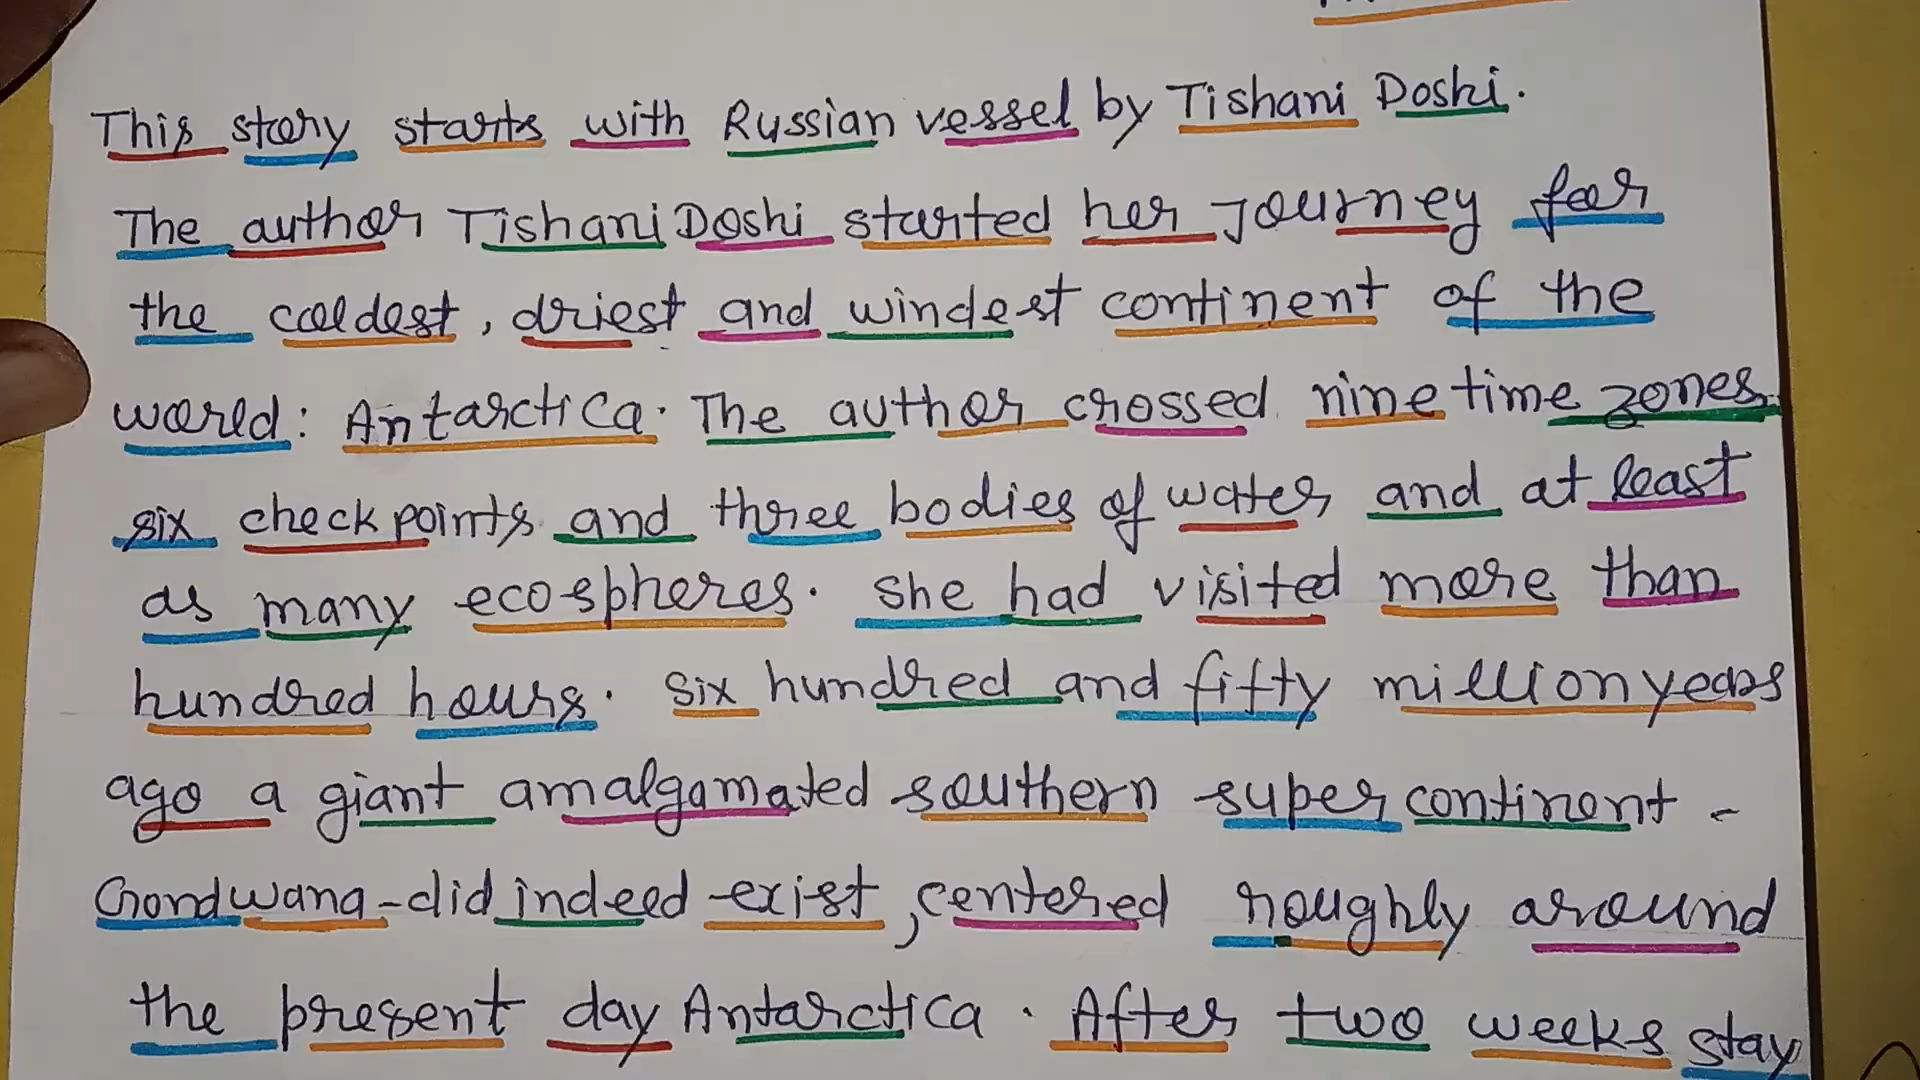 This story starts with Russian vessel by Tishani Doshi.
The author Tishani Doshi started her Journey for
the coldest, driest and windest continent of the
world: Antarctica. The author crossed nine time zones
six check points and three bodies of water and at least
as many ecospheres. She had visited more than
hundred hours. Six hundred and fifty million years
ago a giant amalgamated southern super continent -
Gondwana-did indeed exist, centered roughly around
the present day Antarctica. After two weeks stay